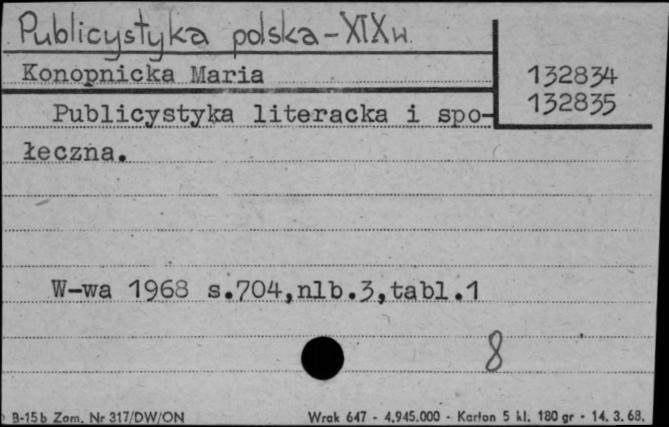 Publicystyka polska-XIXw.
Konopnicka Maria
132834
132835
Publicystyka literacka i spo-
łeczna.
W-wa 1968 s.704,nlb.3,tabl.1
8
B-15b Zam. Nr 317/DW/ON
Wrak 647 - 4.945.000 - Karton 5 kl. 180 gr - 14. 3. 68.